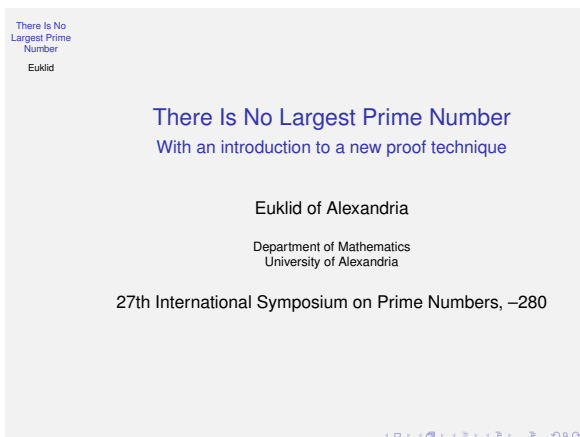 There Is No
Largest Prime
Number
Euklid
There Is No Largest Prime Number
With an introduction to a new proof technique
Euklid of Alexandria
Department of Mathematics
University of Alexandria
27th International Symposium on Prime Numbers, –280